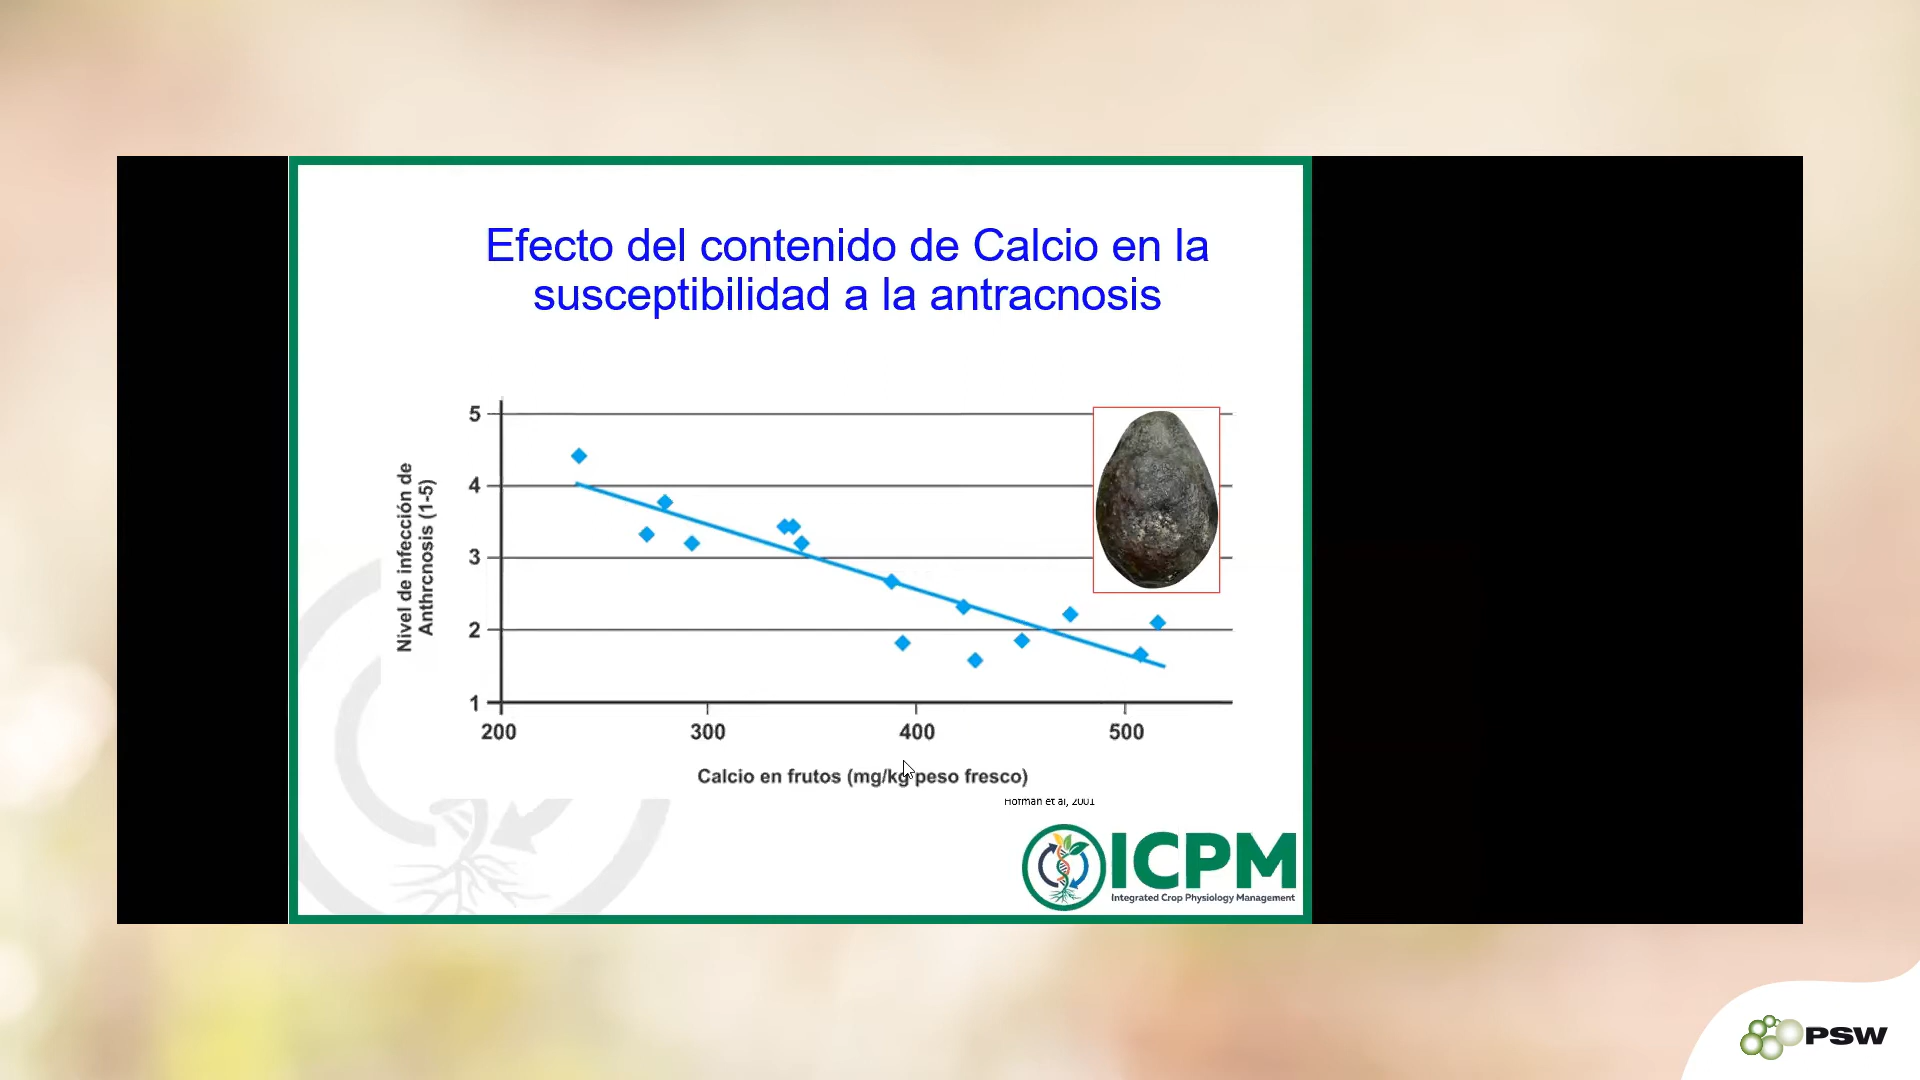 Efecto del contenido de Calcio en la
susceptibilidad a la antracnosis
5
4
3
2
1
Nivel de infección de
Anthrcnosis (1-5)
200 300 400 500
Calcio en frutos (mg/kg peso fresco)
Hofman et al, 2001
ICPM
Integrated Crop Physiology Management
PSW